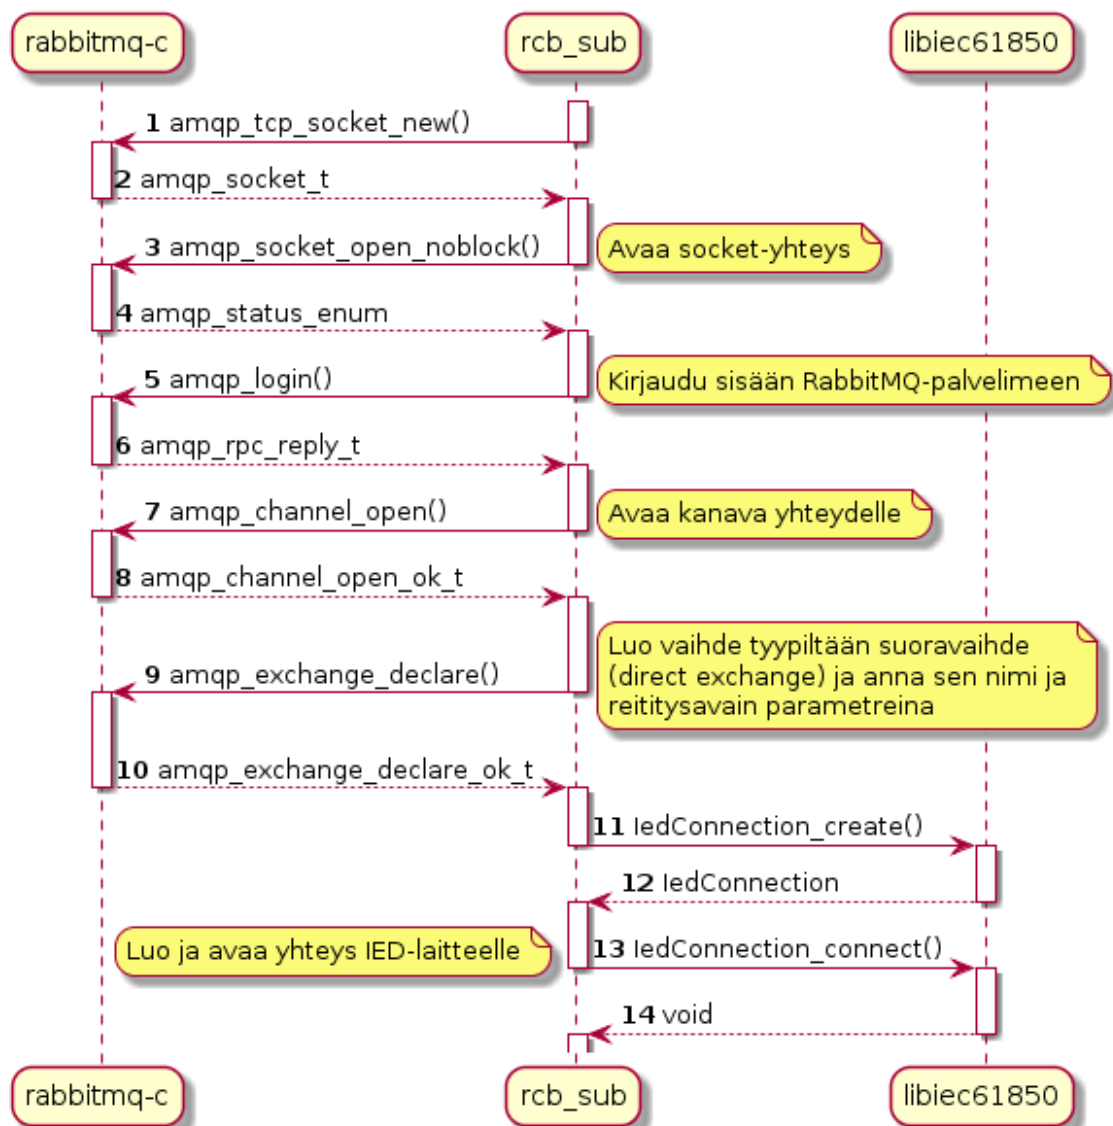 rabbitmq-c
rcb_sub
libiec61850
1 amqp_tcp_socket_new()
2 amqp_socket_t
3 amqp_socket_open_noblock()
Avaa socket-yhteys
4 amqp_status_enum
5 amqp_login()
Kirjaudu sisään RabbitMQ-palvelimeen
6 amqp_rpc_reply_t
7 amqp_channel_open()
Avaa kanava yhteydelle
8 amqp_channel_open_ok_t
9 amqp_exchange_declare()
Luo vaihde tyypiltään suoravaihde
(direct exchange) ja anna sen nimi ja
reititysavain parametreina
10 amqp_exchange_declare_ok_t
11 IedConnection_create()
12 IedConnection
Luo ja avaa yhteys IED-laitteelle
13 IedConnection_connect()
14 void
rabbitmq-c
rcb_sub
libiec61850